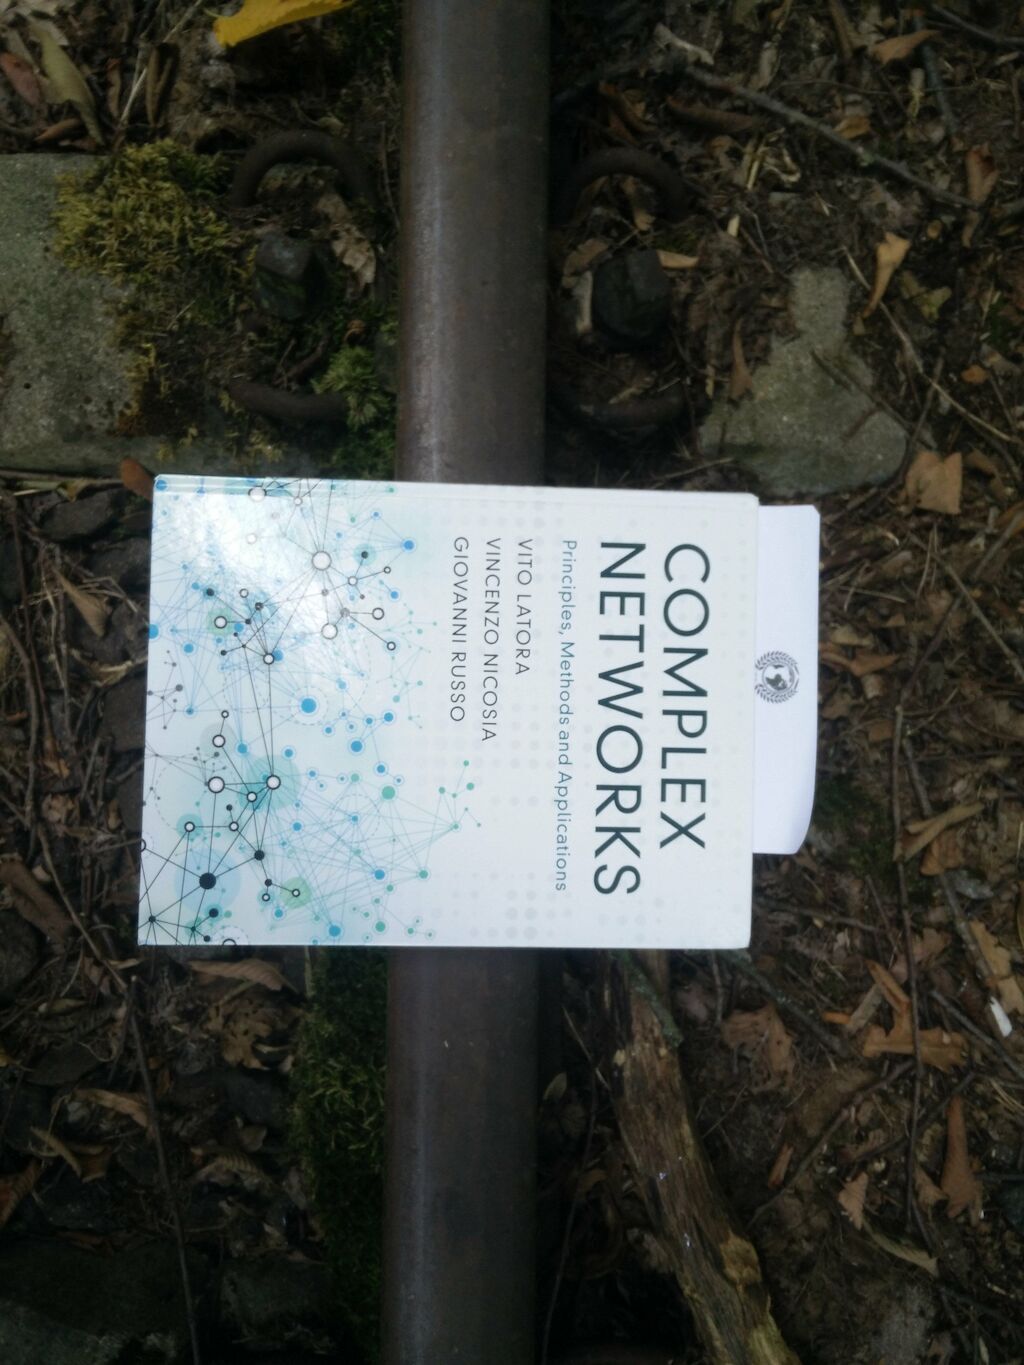 COMPLEX
NETWORKS
Principles, Methods and Applications
VITO LATORA
VINCENZO NICOSIA
GIOVANNI RUSSO